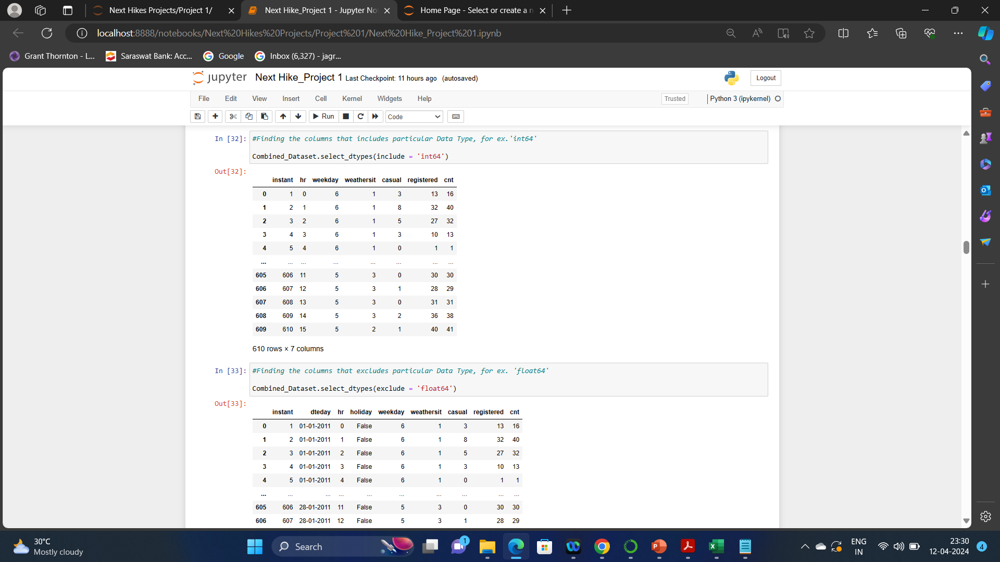 Next Hikes Projects/Project 1/
Next Hike_Project 1 - Jupyter No
Home Page - Select or create a n
localhost:8888/notebooks/Next%20Hikes%20Projects/Project%201/Next%20Hike_Project%201.ipynb
Grant Thornton - L...
Saraswat Bank: Acc...
Google
Inbox (6,327) - jagr...
jupyter Next Hike_Project 1 Last Checkpoint: 11 hours ago (autosaved)
Logout
File Edit View Insert Cell Kernel Widgets Help
Trusted
Python 3 (ipykernel)
Run
Code
In [32]: #Finding the columns that includes particular Data Type, for ex.'int64'
Combined_Dataset.select_dtypes(include = 'int64')
Out[32]:
instant hr weekday weathersit casual registered cnt
0 1 0 6 1 3 13 16
1 2 1 6 1 8 32 40
2 3 2 6 1 5 27 32
3 4 3 6 1 3 10 13
4 5 4 6 1 0 1 1
... ... ... ... ... ... ... ...
605 606 11 5 3 0 30 30
606 607 12 5 3 1 28 29
607 608 13 5 3 0 31 31
608 609 14 5 3 2 36 38
609 610 15 5 2 1 40 41
610 rows × 7 columns
In [33]: #Finding the columns that excludes particular Data Type, for ex. 'float64'
Combined_Dataset.select_dtypes(exclude = 'float64')
Out[33]:
instant dteday hr holiday weekday weathersit casual registered cnt
0 1 01-01-2011 0 False 6 1 3 13 16
1 2 01-01-2011 1 False 6 1 8 32 40
2 3 01-01-2011 2 False 6 1 5 27 32
3 4 01-01-2011 3 False 6 1 3 10 13
4 5 01-01-2011 4 False 6 1 0 1 1
... ... ... ... ... ... ... ... ... ...
605 606 28-01-2011 11 False 5 3 0 30 30
606 607 28-01-2011 12 False 5 3 1 28 29
30°C
Mostly cloudy
Search
1
ENG
IN
23:30
12-04-2024
4